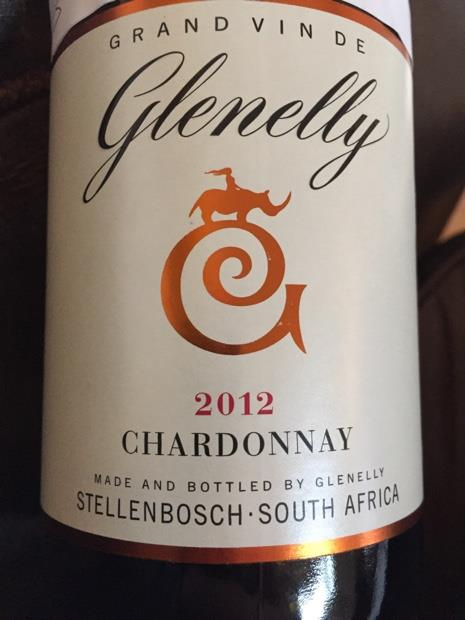 GRAND VIN DE
Glenelly
G
2012
CHARDONNAY
MADE AND BOTTLED BY GLENELLY
STELLENBOSCH·SOUTH AFRICA